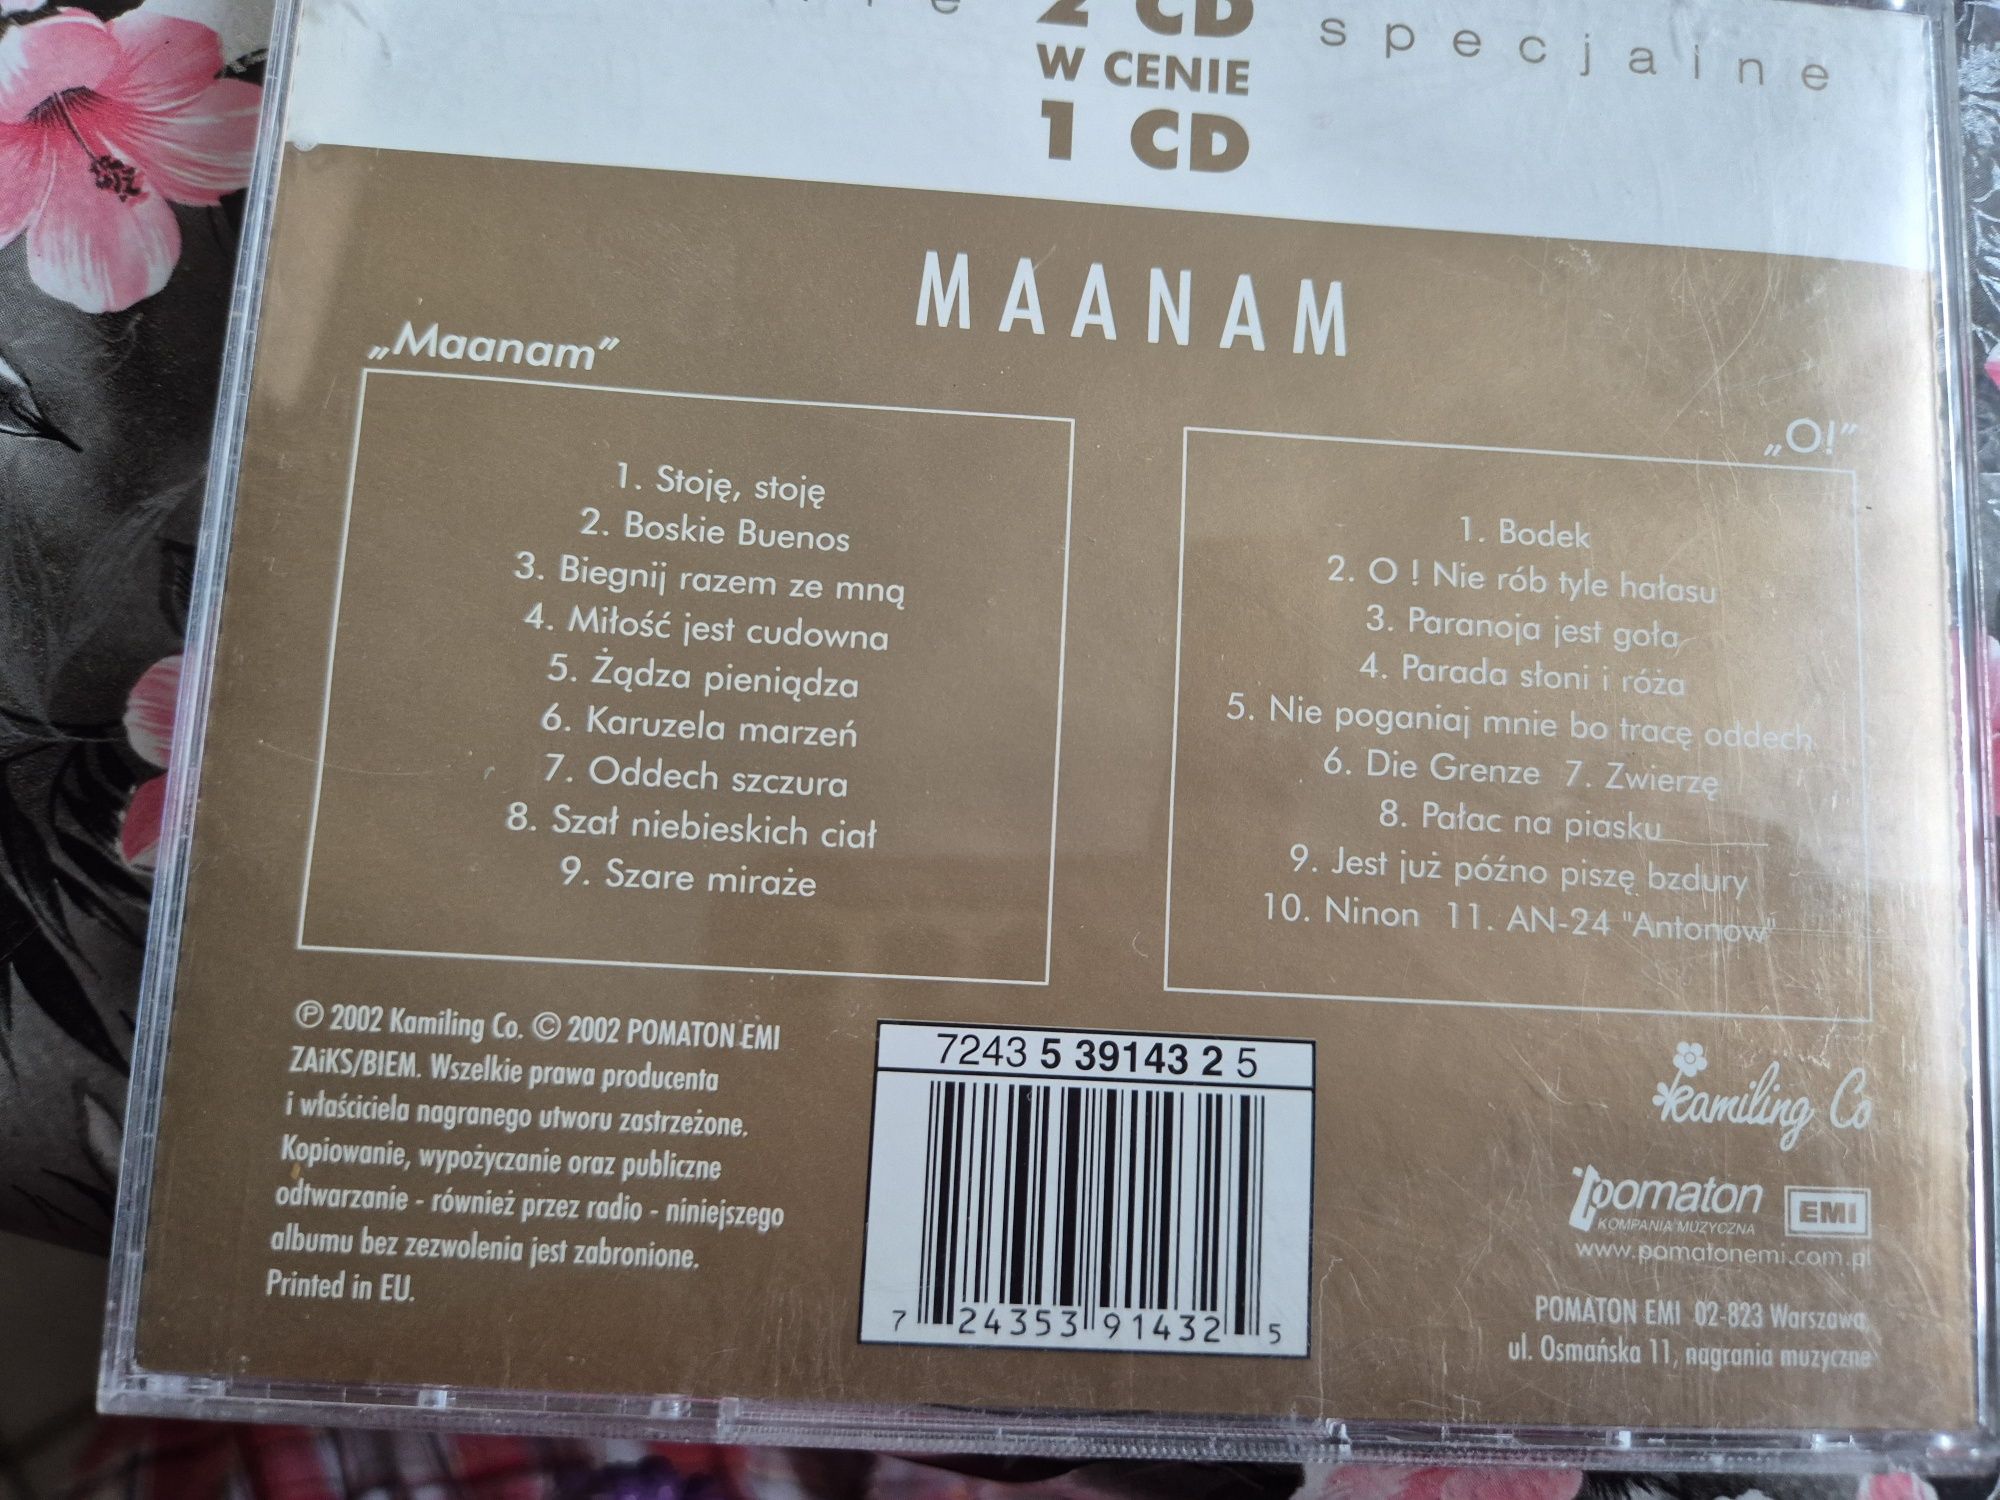 2 CD specjalne
W CENIE
1 CD
MAANAM
„Maanam”
1. Stoję, stoję
2. Boskie Buenos
3. Biegnij razem ze mną
4. Miłość jest cudowna
5. Żądza pieniądza
6. Karuzela marzeń
7. Oddech szczura
8. Szał niebieskich ciał
9. Szare miraże
„O!”
1. Bodek
2. O ! Nie rób tyle hałasu
3. Paranoja jest goła
4. Parada słoni i róża
5. Nie poganiaj mnie bo tracę oddech
6. Die Grenze 7. Zwierzę
8. Pałac na piasku
9. Jest już późno piszę bzdury
10. Ninon 11. AN-24 "Antonow"
℗ 2002 Kamiling Co. © 2002 POMATON EMI
ZAiKS/BIEM. Wszelkie prawa producenta
i właściciela nagranego utworu zastrzeżone.
Kopiowanie, wypożyczanie oraz publiczne
odtwarzanie - również przez radio - niniejszego
albumu bez zezwolenia jest zabronione.
Printed in EU.
7243 5 39143 2 5
7 24353 91432 5
Kamiling Co
pomaton EMI
KOMPANIA MUZYCZNA
www.pomatonemi.com.pl
POMATON EMI 02-823 Warszawa,
ul. Osmańska 11, nagrania muzyczne